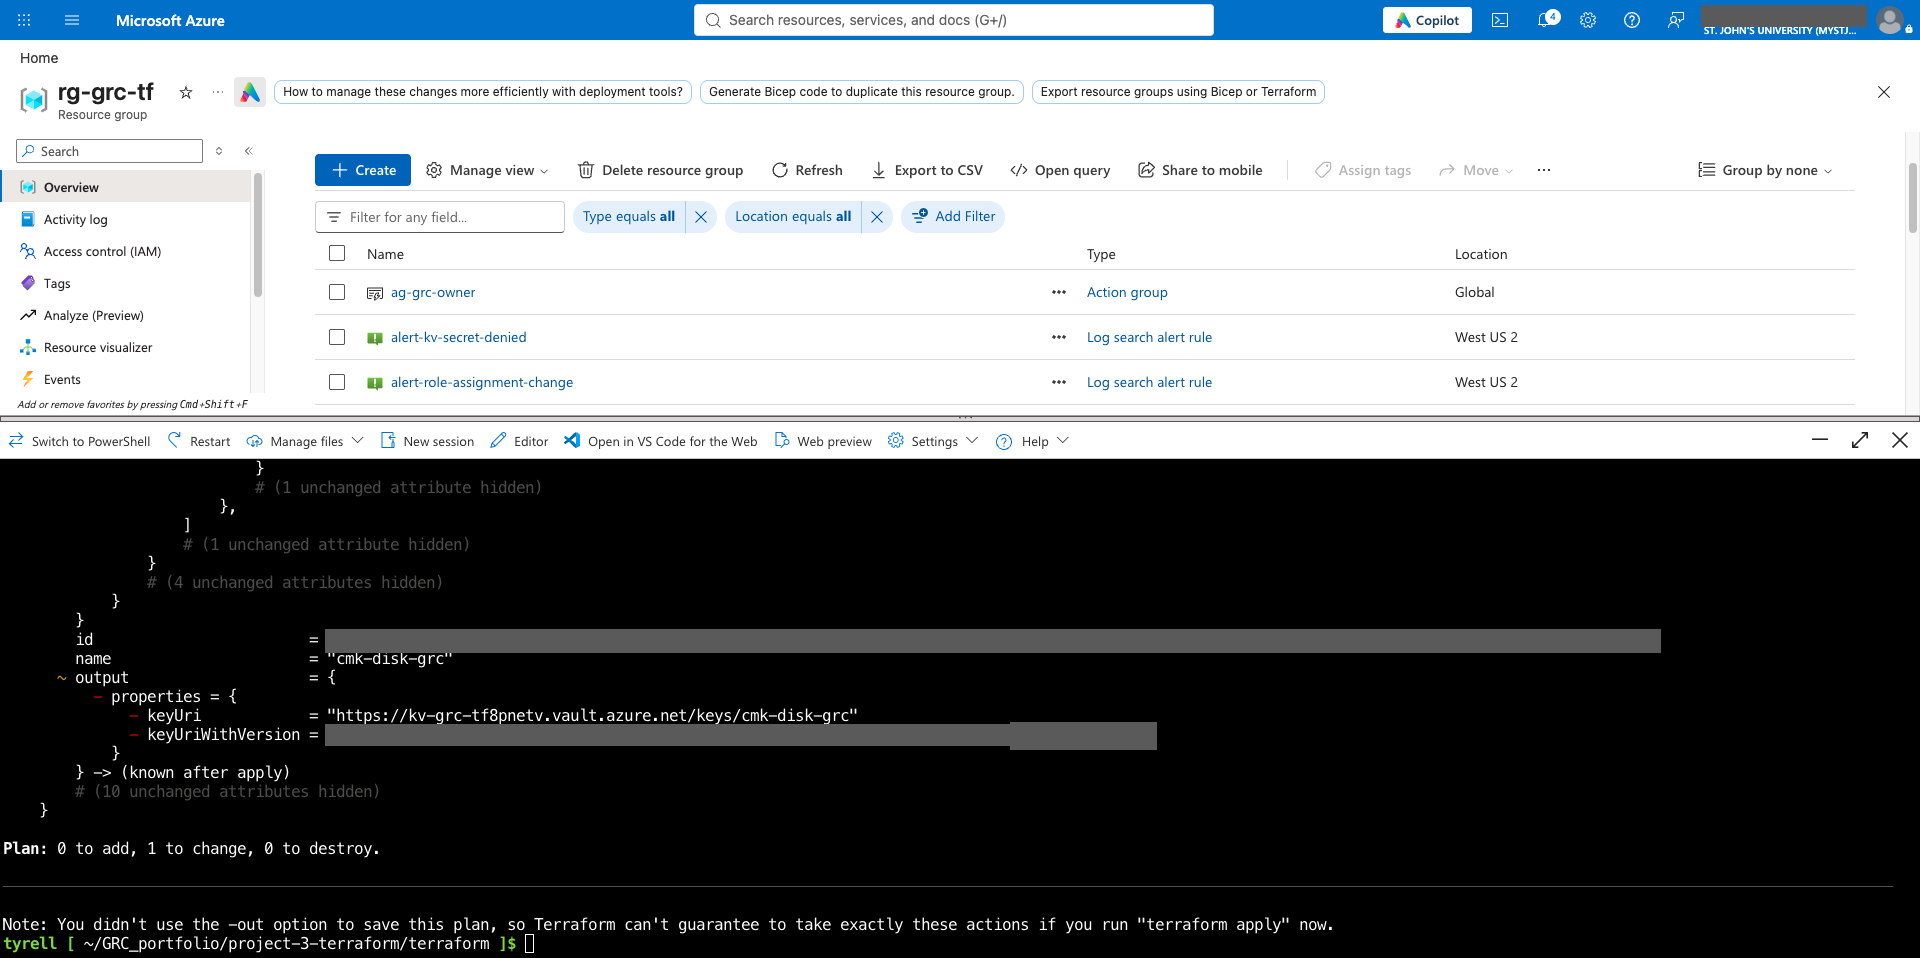 Microsoft Azure
Search resources, services, and docs (G+/)
Copilot
4
ST. JOHN'S UNIVERSITY (MYSTJ...
Home
rg-grc-tf
Resource group
How to manage these changes more efficiently with deployment tools?
Generate Bicep code to duplicate this resource group.
Export resource groups using Bicep or Terraform
Search
Overview
Activity log
Access control (IAM)
Tags
Analyze (Preview)
Resource visualizer
Events
Add or remove favorites by pressing Cmd+Shift+F
Create
Manage view
Delete resource group
Refresh
Export to CSV
Open query
Share to mobile
Assign tags
Move
Group by none
Filter for any field...
Type equals all
Location equals all
Add Filter
Name Type Location
ag-grc-owner Action group Global
alert-kv-secret-denied Log search alert rule West US 2
alert-role-assignment-change Log search alert rule West US 2
Switch to PowerShell Restart Manage files New session Editor Open in VS Code for the Web Web preview Settings Help
}
# (1 unchanged attribute hidden)
},
]
# (1 unchanged attribute hidden)
}
# (4 unchanged attributes hidden)
}
}
id =
name = "cmk-disk-grc"
~ output = {
- properties = {
- keyUri = "https://kv-grc-tf8pnetv.vault.azure.net/keys/cmk-disk-grc"
- keyUriWithVersion =
}
} -> (known after apply)
# (10 unchanged attributes hidden)
}
Plan: 0 to add, 1 to change, 0 to destroy.
Note: You didn't use the -out option to save this plan, so Terraform can't guarantee to take exactly these actions if you run "terraform apply" now.
tyrell [ ~/GRC_portfolio/project-3-terraform/terraform ]$